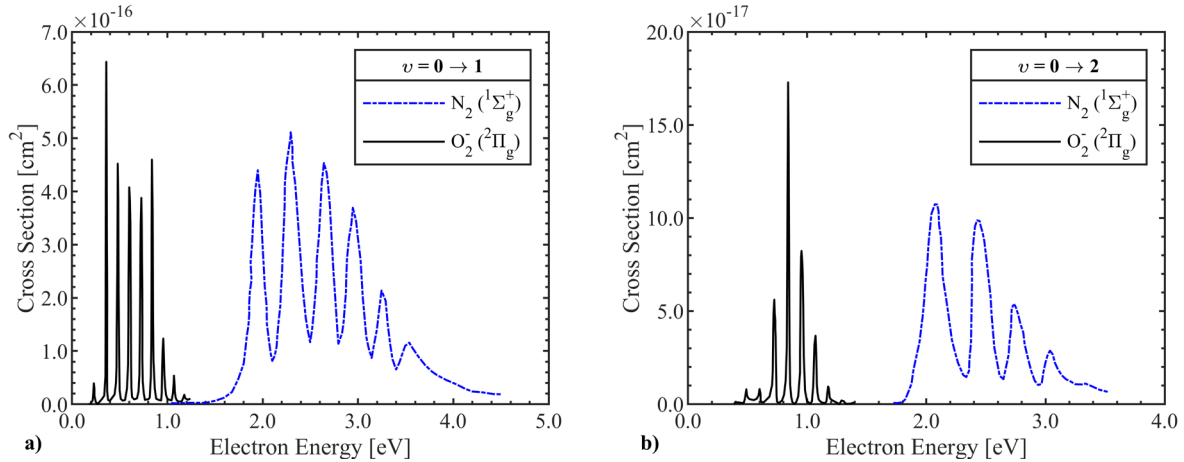 ×10⁻¹⁶
7.0
6.0
5.0
4.0
3.0
2.0
1.0
0.0
Cross Section [cm²]
υ = 0 → 1
N₂ (¹Σg⁺)
O₂⁻ (²Πg)
0.0 1.0 2.0 3.0 4.0 5.0
Electron Energy [eV]
a)
×10⁻¹⁷
20.0
15.0
10.0
5.0
0.0
Cross Section [cm²]
υ = 0 → 2
N₂ (¹Σg⁺)
O₂⁻ (²Πg)
0.0 1.0 2.0 3.0 4.0
Electron Energy [eV]
b)